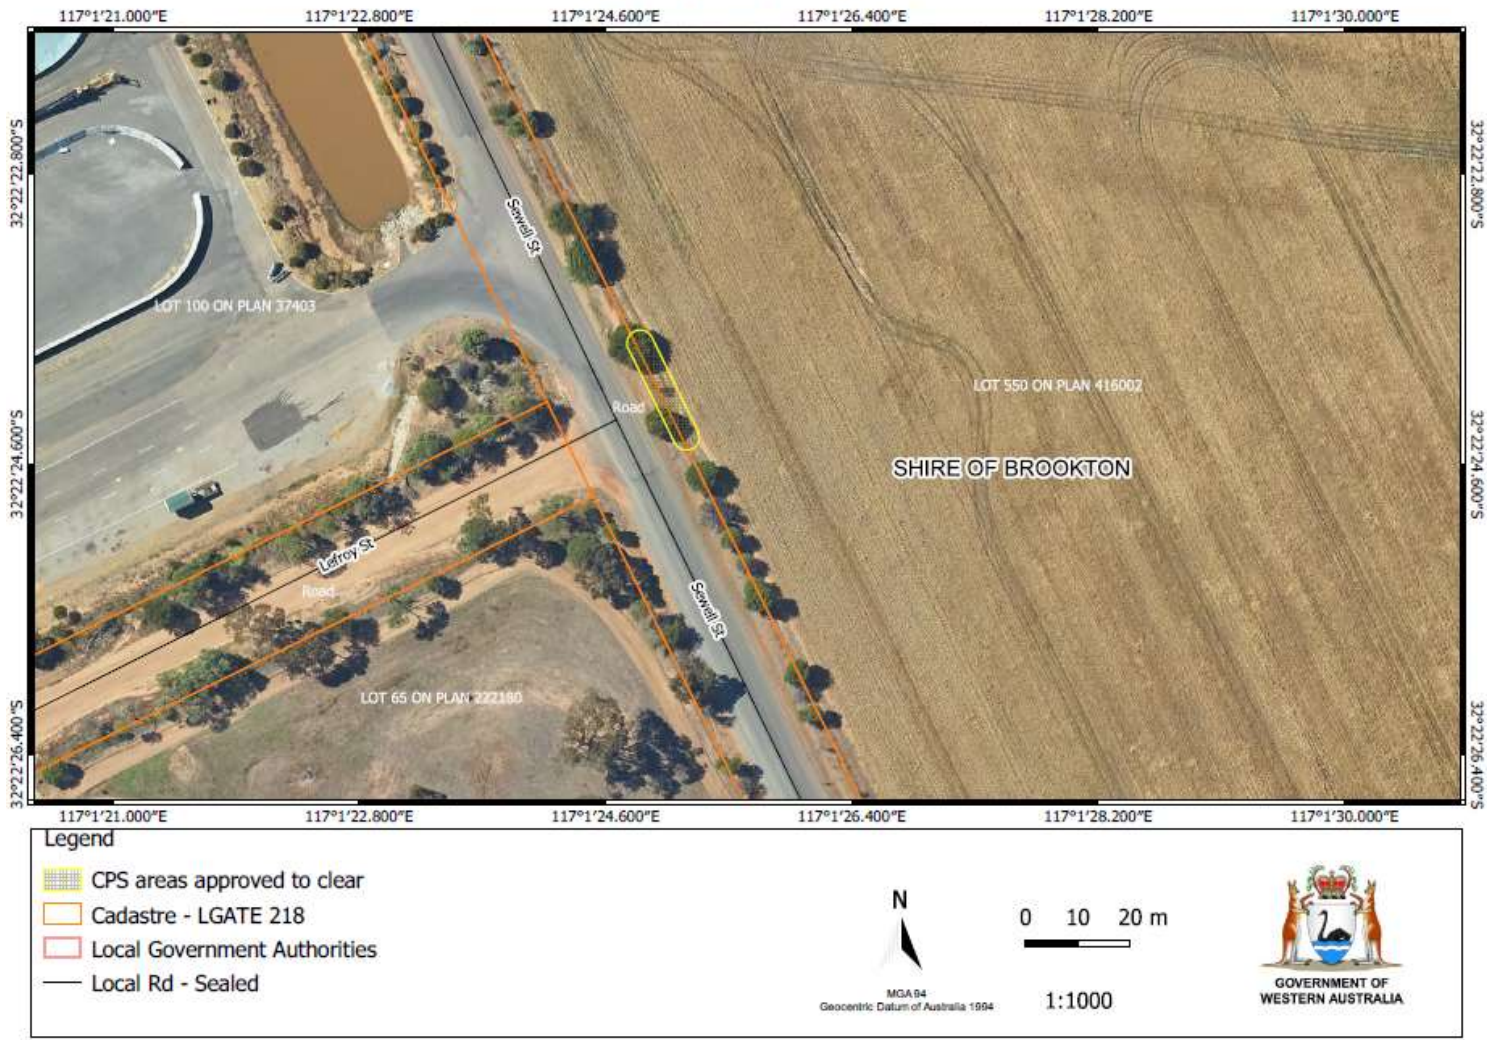 117°1'21.000"E 117°1'22.800"E 117°1'24.600"E 117°1'26.400"E 117°1'28.200"E 117°1'30.000"E
32°22'22.800"S
32°22'22.800"S
Sewell St
LOT 100 ON PLAN 37403
LOT 550 ON PLAN 416002
Road
32°22'24.600"S
SHIRE OF BROOKTON
32°22'24.600"S
Lefroy St
Road
Sewell St
LOT 65 ON PLAN 222180
32°22'26.400"S
32°22'26.400"S
117°1'21.000"E 117°1'22.800"E 117°1'24.600"E 117°1'26.400"E 117°1'28.200"E 117°1'30.000"E
Legend
CPS areas approved to clear
Cadastre - LGATE 218
Local Government Authorities
Local Rd - Sealed
N
MGA 94
Geocentric Datum of Australia 1994
0 10 20 m
1:1000
GOVERNMENT OF
WESTERN AUSTRALIA